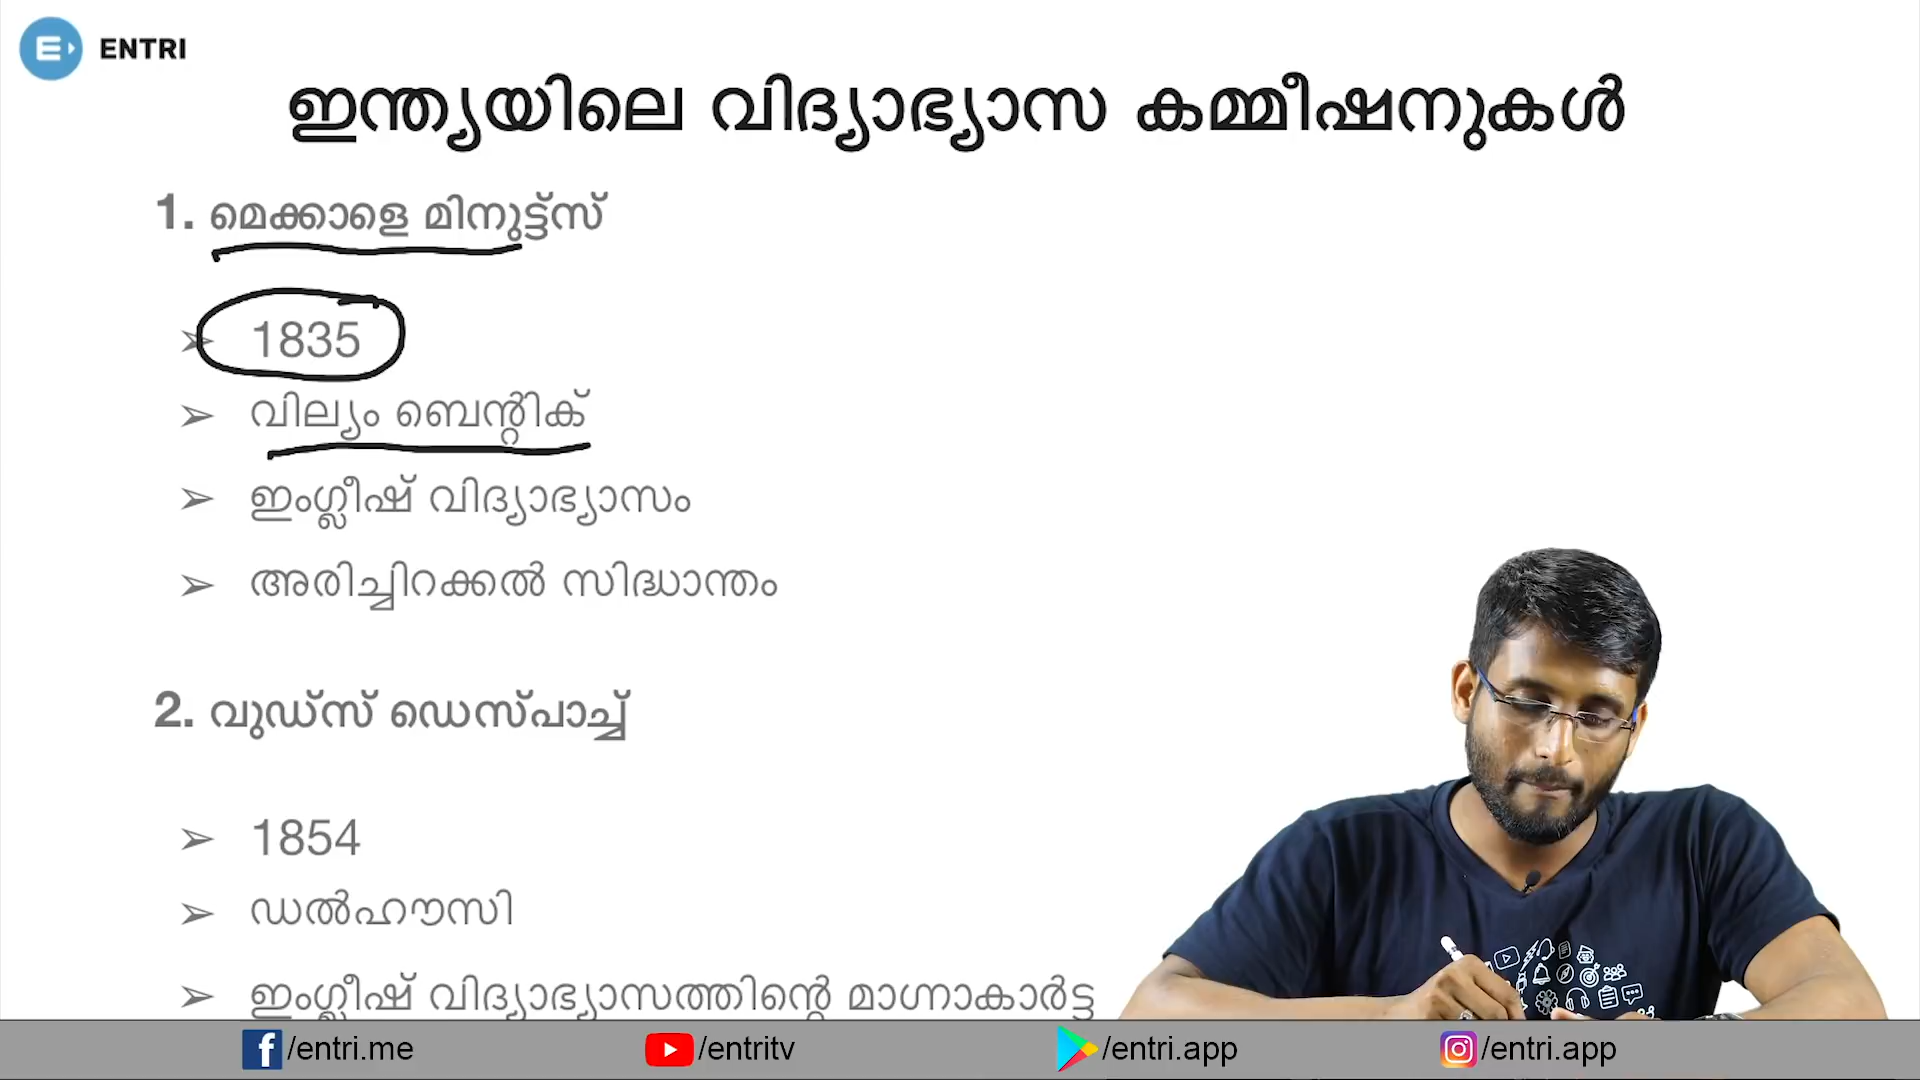 ENTRI
ഇന്ത്യയിലെ വിദ്യാഭ്യാസ കമ്മീഷനുകൾ
1. മെക്കാളെ മിനുട്ട്സ്
➢ 1835
➢ വില്യം ബെന്റിക്
➢ ഇംഗ്ലീഷ് വിദ്യാഭ്യാസം
➢ അരിച്ചിറക്കൽ സിദ്ധാന്തം
2. വുഡ്സ് ഡെസ്പാച്ച്
➢ 1854
➢ ഡൽഹൗസി
➢ ഇംഗ്ലീഷ് വിദ്യാഭ്യാസത്തിന്റെ മാഗ്നാകാർട്ട
/entri.me /entritv /entri.app /entri.app